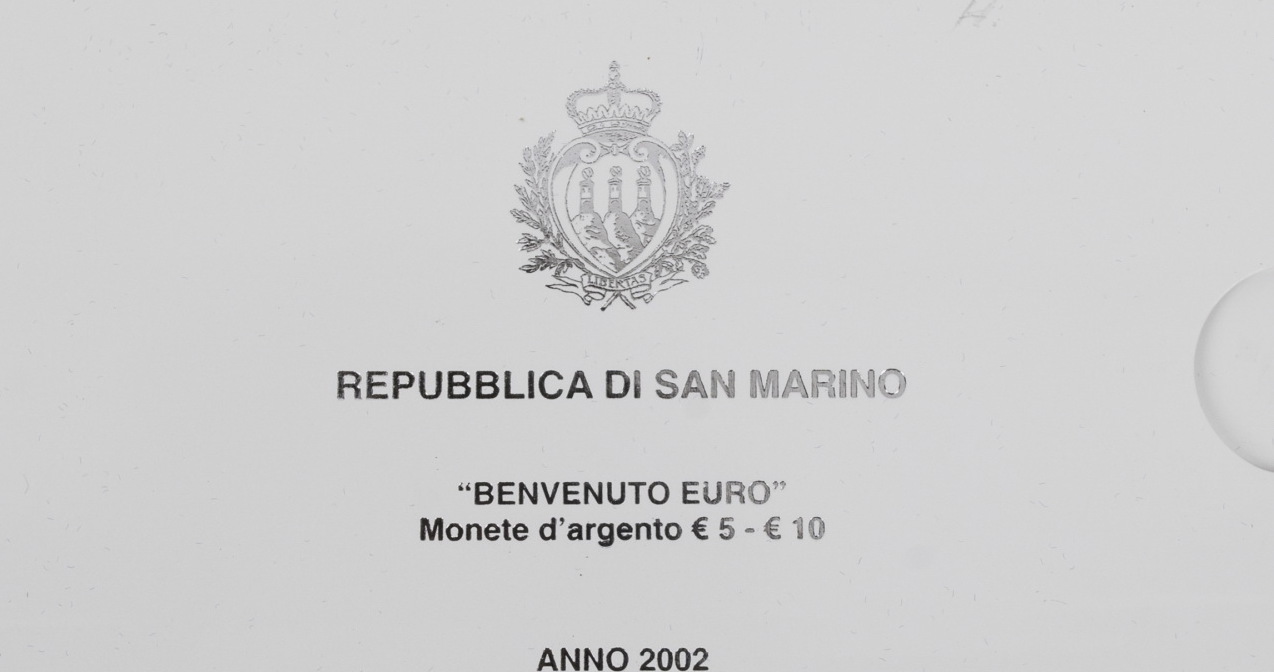 LIBERTAS
REPUBBLICA DI SAN MARINO
“BENVENUTO EURO”
Monete d’argento € 5 - € 10
ANNO 2002